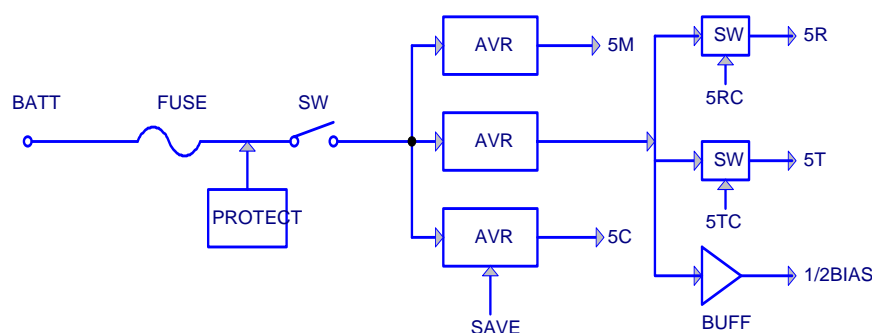 AVR
5M
SW
5R
5RC
BATT
FUSE
SW
AVR
SW
5T
5TC
PROTECT
AVR
5C
SAVE
1/2BIAS
BUFF